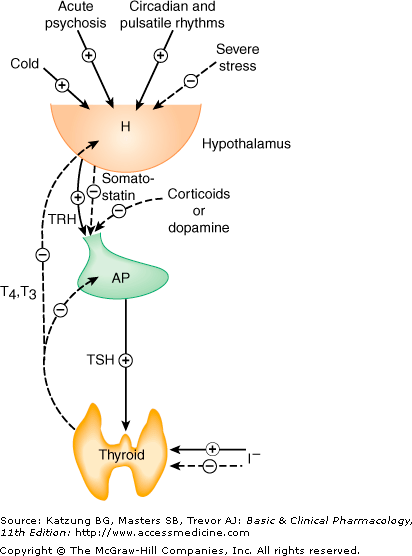 Acute
psychosis
Circadian and
pulsatile rhythms
Cold
Severe
stress
+
+
+
−
H
Hypothalamus
Somato-
statin
+
−
TRH
−
Corticoids
or
dopamine
−
AP
T4,T3
−
TSH
+
Thyroid
+
−
I−
Source: Katzung BG, Masters SB, Trevor AJ: Basic & Clinical Pharmacology,
11th Edition: http://www.accessmedicine.com
Copyright © The McGraw-Hill Companies, Inc. All rights reserved.